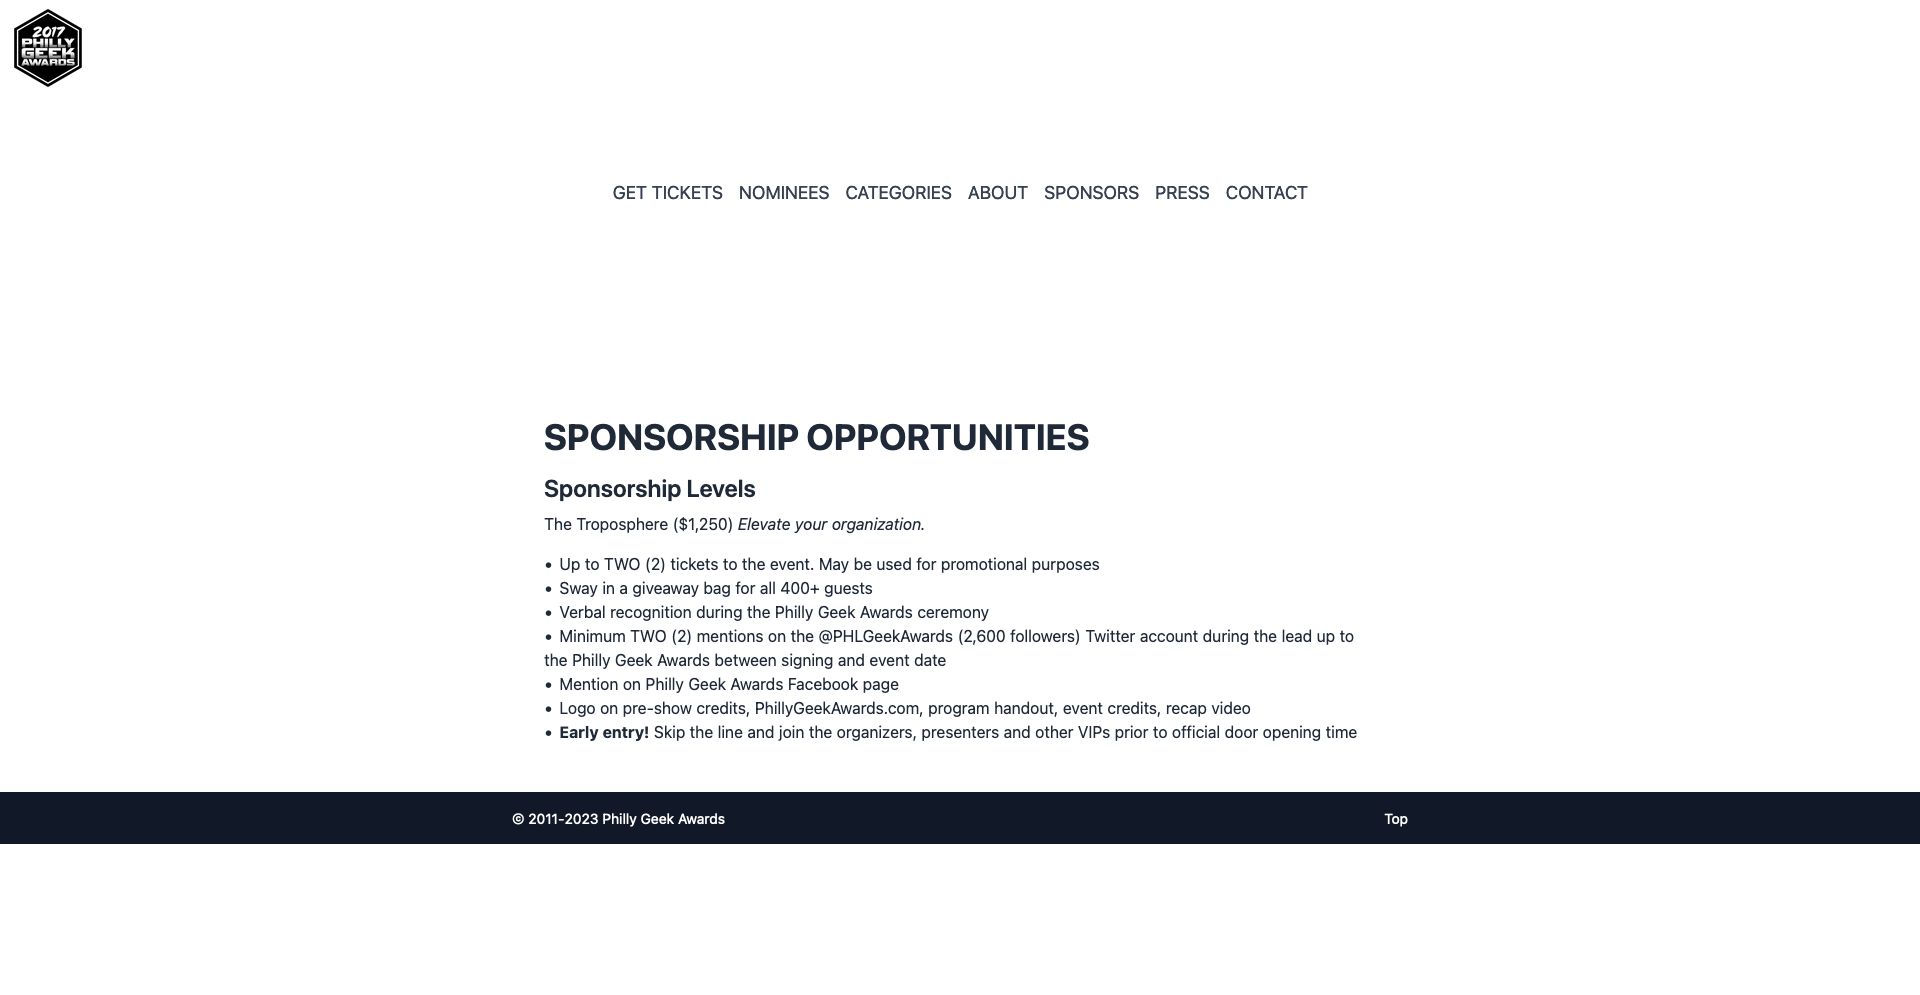 2017
PHILLY
GEEK
AWARDS
GET TICKETS NOMINEES CATEGORIES ABOUT SPONSORS PRESS CONTACT
SPONSORSHIP OPPORTUNITIES
Sponsorship Levels
The Troposphere ($1,250) Elevate your organization.
• Up to TWO (2) tickets to the event. May be used for promotional purposes
• Sway in a giveaway bag for all 400+ guests
• Verbal recognition during the Philly Geek Awards ceremony
• Minimum TWO (2) mentions on the @PHLGeekAwards (2,600 followers) Twitter account during the lead up to
the Philly Geek Awards between signing and event date
• Mention on Philly Geek Awards Facebook page
• Logo on pre-show credits, PhillyGeekAwards.com, program handout, event credits, recap video
• Early entry! Skip the line and join the organizers, presenters and other VIPs prior to official door opening time
© 2011-2023 Philly Geek Awards Top